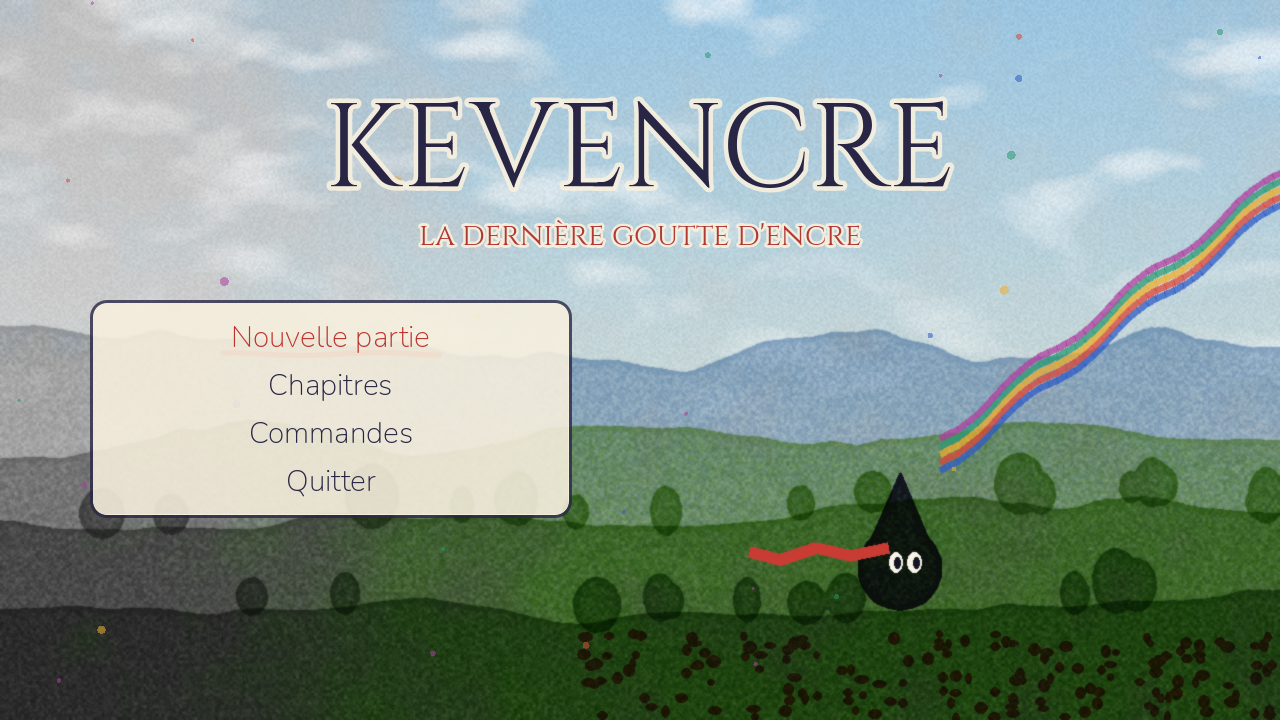 KEVENCRE
LA DERNIÈRE GOUTTE D'ENCRE
Nouvelle partie
Chapitres
Commandes
Quitter